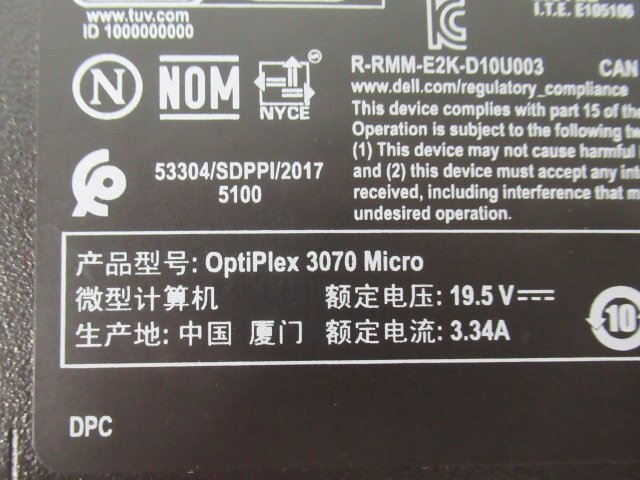 www.tuv.com
ID 1000000000
I.T.E. E105106
N
NOM
NYCE
R-RMM-E2K-D10U003 CAN
www.dell.com/regulatory_compliance
This device complies with part 15 of the
Operation is subject to the following tw
(1) This device may not cause harmful i
and (2) this device must accept any int
received, including interference that m
undesired operation.
53304/SDPPI/2017
5100
产品型号: OptiPlex 3070 Micro
微型计算机 额定电压: 19.5 V
生产地: 中国 厦门 额定电流: 3.34A
10
DPC